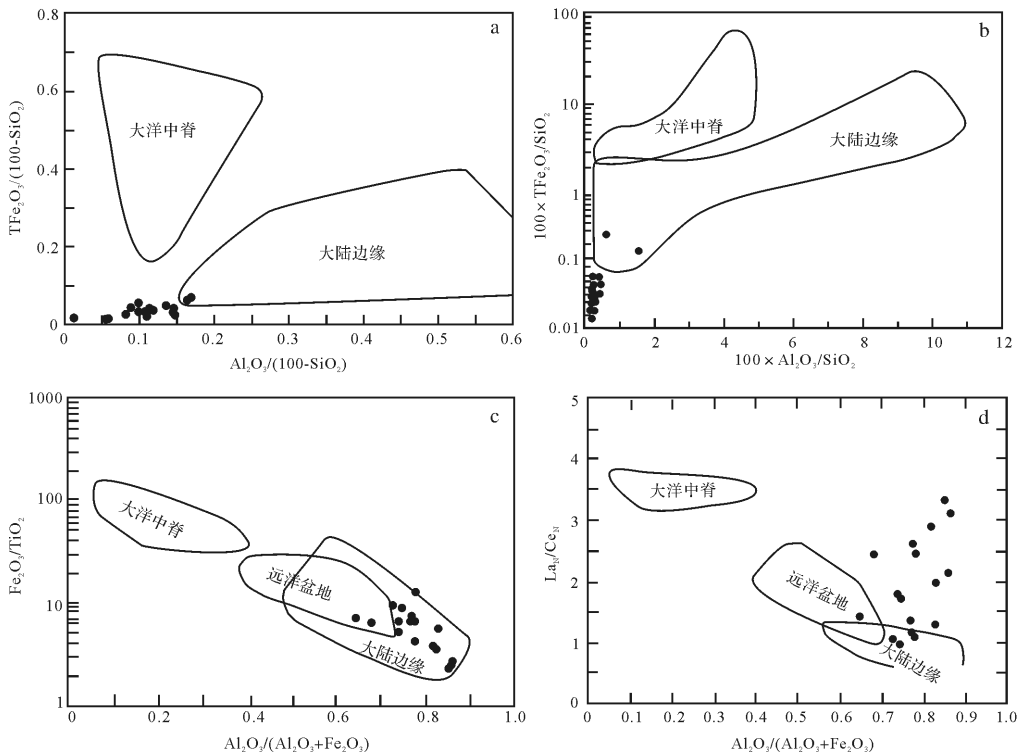 a
0.8
0.6
0.4
0.2
0
TFe₂O₃/(100-SiO₂)
大洋中脊
大陆边缘
0 0.1 0.2 0.3 0.4 0.5 0.6
Al₂O₃/(100-SiO₂)
b
100
10
1
0.1
0.01
100×TFe₂O₃/SiO₂
大洋中脊
大陆边缘
0 2 4 6 8 10 12
100×Al₂O₃/SiO₂
c
1000
100
10
1
Fe₂O₃/TiO₂
大洋中脊
远洋盆地
大陆边缘
0 0.2 0.4 0.6 0.8 1.0
Al₂O₃/(Al₂O₃+Fe₂O₃)
d
5
4
3
2
1
0
Laₙ/Ceₙ
大洋中脊
远洋盆地
大陆边缘
0 0.1 0.2 0.3 0.4 0.5 0.6 0.7 0.8 0.9 1.0
Al₂O₃/(Al₂O₃+Fe₂O₃)